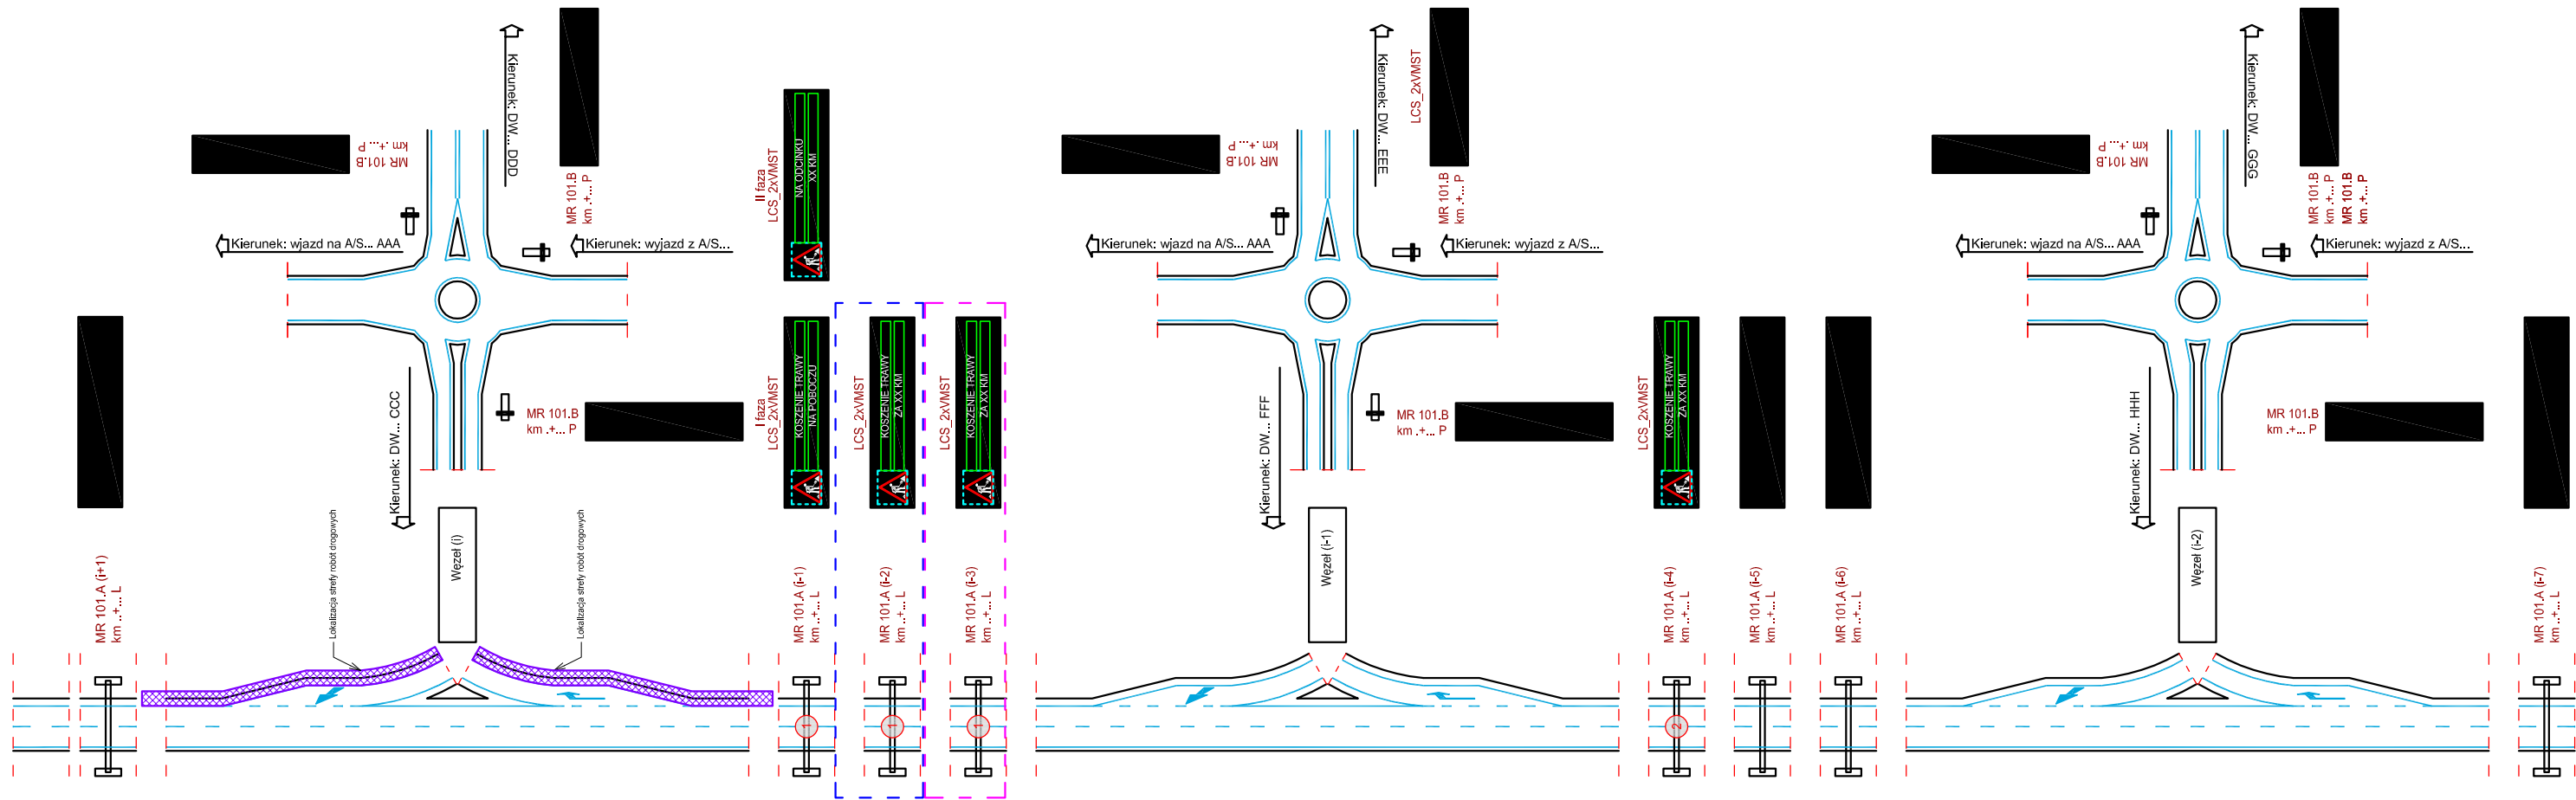 Kierunek: DW... DDD
MR 101.B
km .+... P
MR 101.B
km .+... P
Kierunek: wjazd na A/S... AAA
Kierunek: wyjazd z A/S...
Kierunek: DW... CCC
MR 101.B
km .+... P
Węzeł (i)
Lokalizacja strefy robót drogowych
Lokalizacja strefy robót drogowych
MR 101.A (i+1)
km ..+... L
II faza
LCS_2xVMST
NA ODCINKU
XX KM
I faza
LCS_2xVMST
KOSZENIE TRAWY
NA POBOCZU
MR 101.A (i-1)
km ..+... L
1
LCS_2xVMST
KOSZENIE TRAWY
ZA XX KM
MR 101.A (i-2)
km ..+... L
1
LCS_2xVMST
KOSZENIE TRAWY
ZA XX KM
MR 101.A (i-3)
km ..+... L
1
Kierunek: DW... EEE
LCS_2xVMST
MR 101.B
km .+... P
MR 101.B
km .+... P
Kierunek: wjazd na A/S... AAA
Kierunek: wyjazd z A/S...
Kierunek: DW... FFF
MR 101.B
km .+... P
Węzeł (i-1)
LCS_2xVMST
KOSZENIE TRAWY
ZA XX KM
MR 101.A (i-4)
km ..+... L
2
MR 101.A (i-5)
km ..+... L
MR 101.A (i-6)
km ..+... L
Kierunek: DW... GGG
MR 101.B
km .+... P
MR 101.B
km .+... P
MR 101.B
km .+... P
Kierunek: wjazd na A/S... AAA
Kierunek: wyjazd z A/S...
Kierunek: DW... HHH
MR 101.B
km .+... P
Węzeł (i-2)
MR 101.A (i-7)
km ..+... L